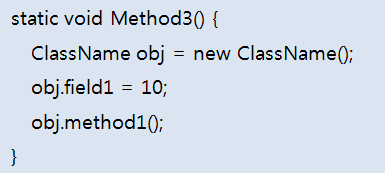 static void Method3() {
ClassName obj = new ClassName();
obj.field1 = 10;
obj.method1();
}